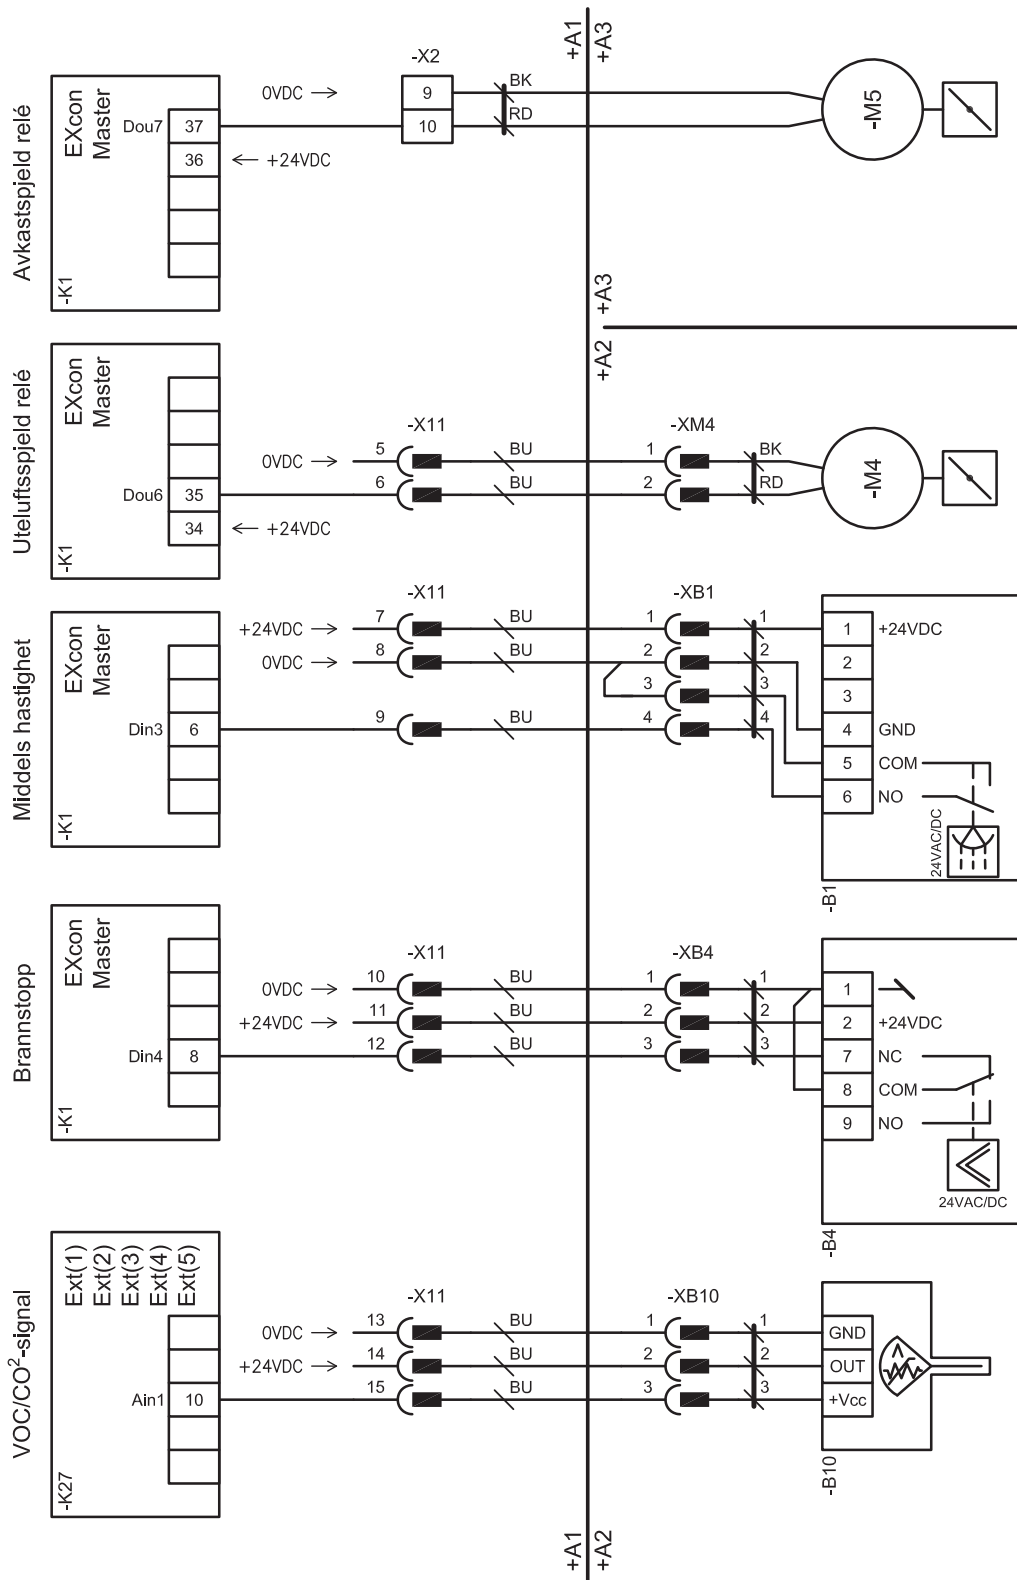 +A1
+A3
Avkastspjeld relé
-K1
EXcon
Master
Dou7
37
36
0VDC
+24VDC
-X2
9
10
BK
RD
-M5
+A3
+A2
Uteluftsspjeld relé
-K1
EXcon
Master
Dou6
35
34
0VDC
+24VDC
-X11
5
6
BU
BU
-XM4
1
2
BK
RD
-M4
Middels hastighet
-K1
EXcon
Master
Din3
6
+24VDC
0VDC
-X11
7
8
9
BU
BU
BU
-XB1
1
2
3
4
1
2
3
4
1
2
3
4
5
6
+24VDC
GND
COM
NO
24VAC/DC
-B1
Brannstopp
-K1
EXcon
Master
Din4
8
0VDC
+24VDC
-X11
10
11
12
BU
BU
BU
-XB4
1
2
3
1
2
3
1
2
7
8
9
+24VDC
NC
COM
NO
24VAC/DC
-B4
VOC/CO²-signal
-K27
Ext(1)
Ext(2)
Ext(3)
Ext(4)
Ext(5)
Ain1
10
0VDC
+24VDC
-X11
13
14
15
BU
BU
BU
-XB10
1
2
3
1
2
3
GND
OUT
+Vcc
-B10
+A1
+A2